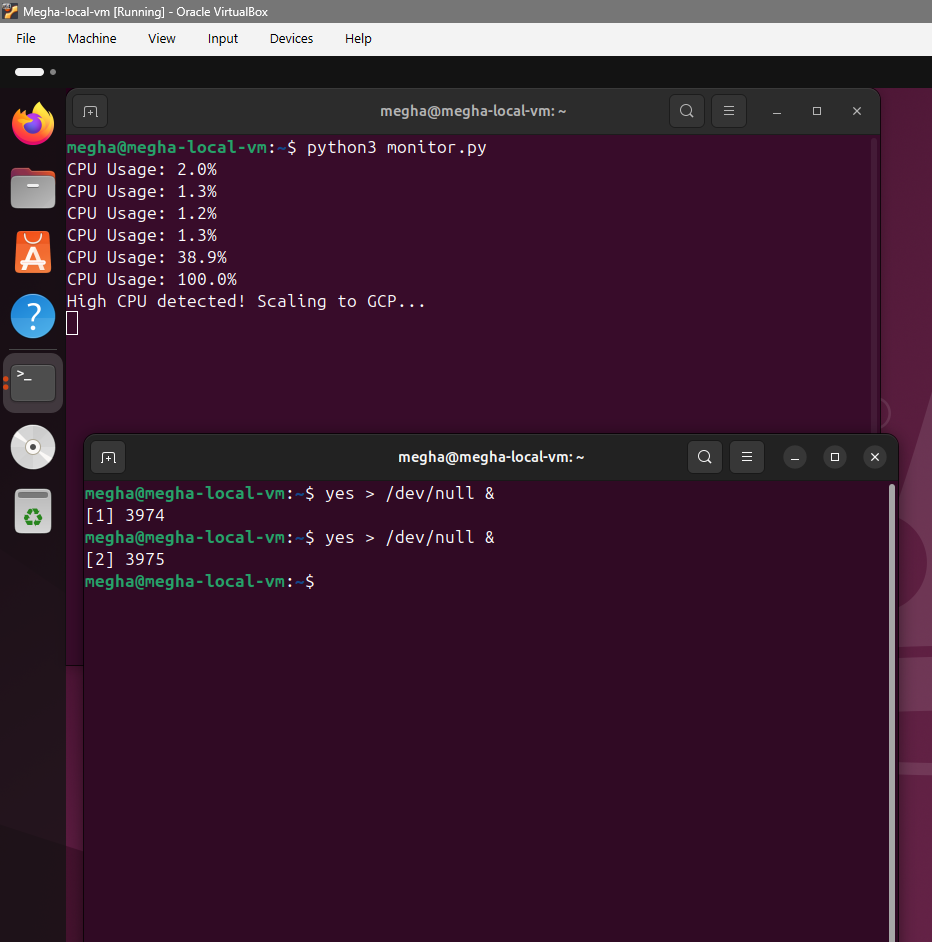 Megha-local-vm [Running] - Oracle VirtualBox
File Machine View Input Devices Help
megha@megha-local-vm: ~
megha@megha-local-vm:~$ python3 monitor.py
CPU Usage: 2.0%
CPU Usage: 1.3%
CPU Usage: 1.2%
CPU Usage: 1.3%
CPU Usage: 38.9%
CPU Usage: 100.0%
High CPU detected! Scaling to GCP...
megha@megha-local-vm: ~
megha@megha-local-vm:~$ yes > /dev/null &
[1] 3974
megha@megha-local-vm:~$ yes > /dev/null &
[2] 3975
megha@megha-local-vm:~$